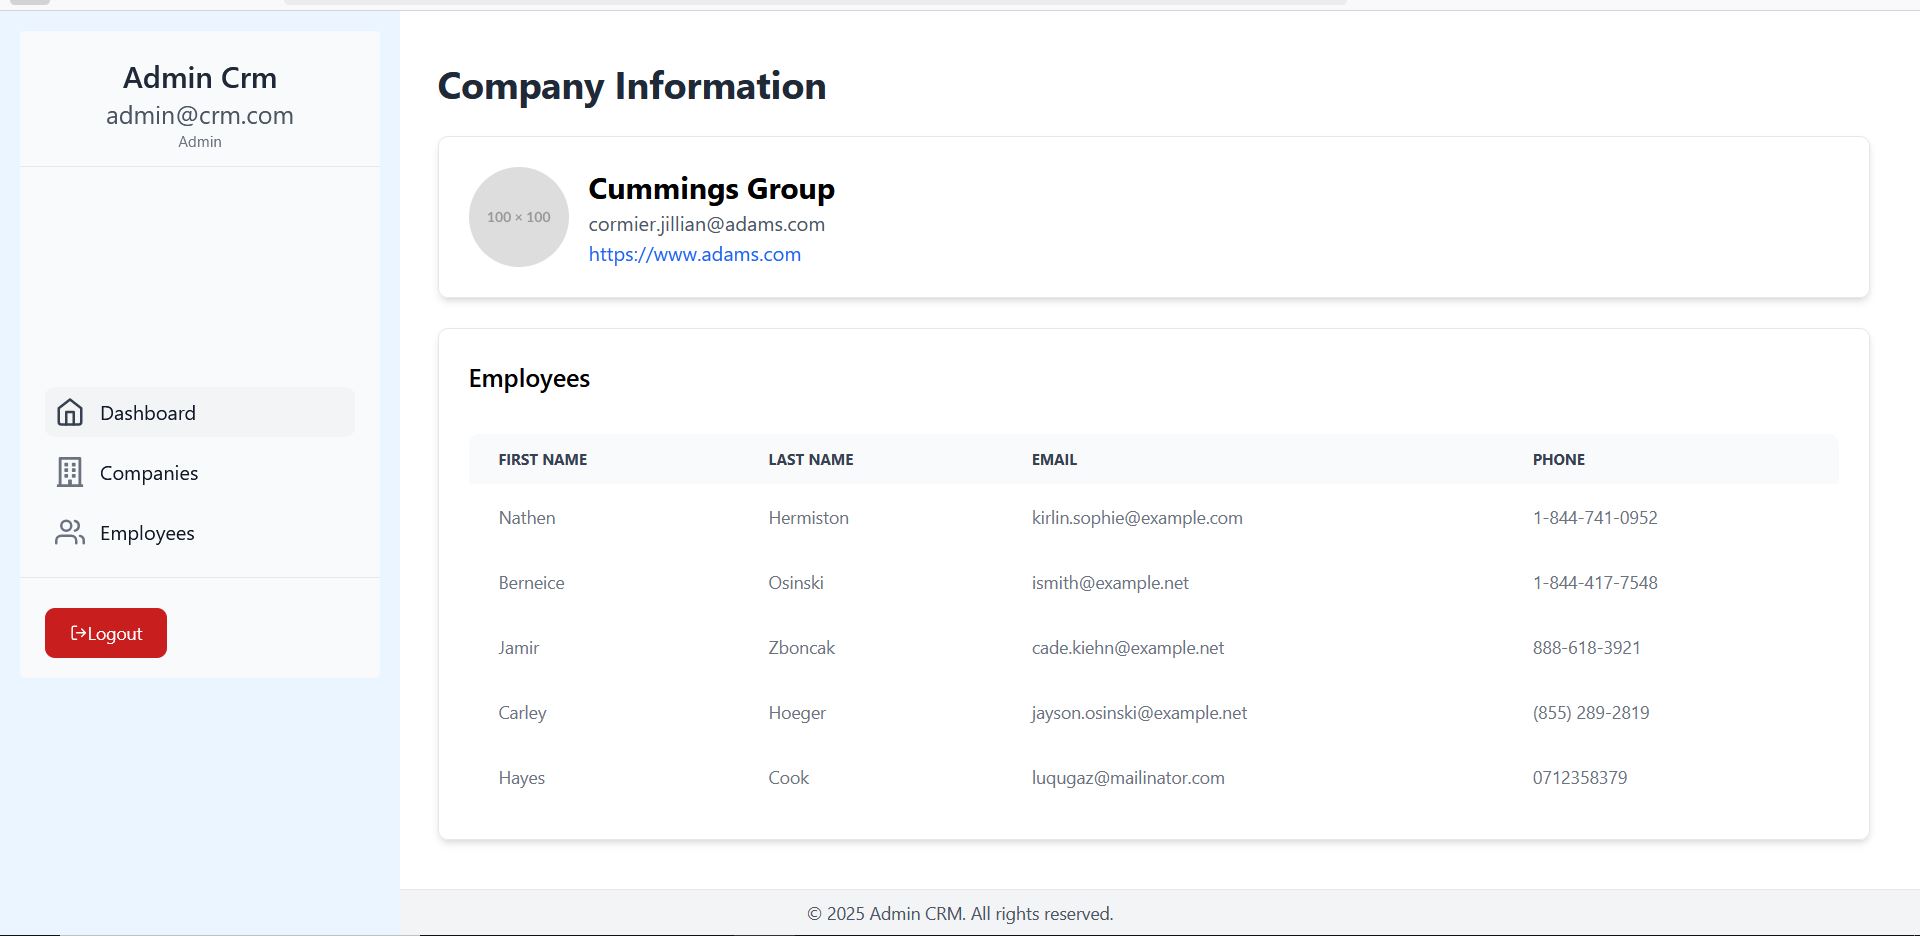 Admin Crm
admin@crm.com
Admin
Dashboard
Companies
Employees
Logout
Company Information
100 × 100
Cummings Group
cormier.jillian@adams.com
https://www.adams.com
Employees
FIRST NAME LAST NAME EMAIL PHONE
Nathen Hermiston kirlin.sophie@example.com 1-844-741-0952
Berneice Osinski ismith@example.net 1-844-417-7548
Jamir Zboncak cade.kiehn@example.net 888-618-3921
Carley Hoeger jayson.osinski@example.net (855) 289-2819
Hayes Cook luqugaz@mailinator.com 0712358379
© 2025 Admin CRM. All rights reserved.